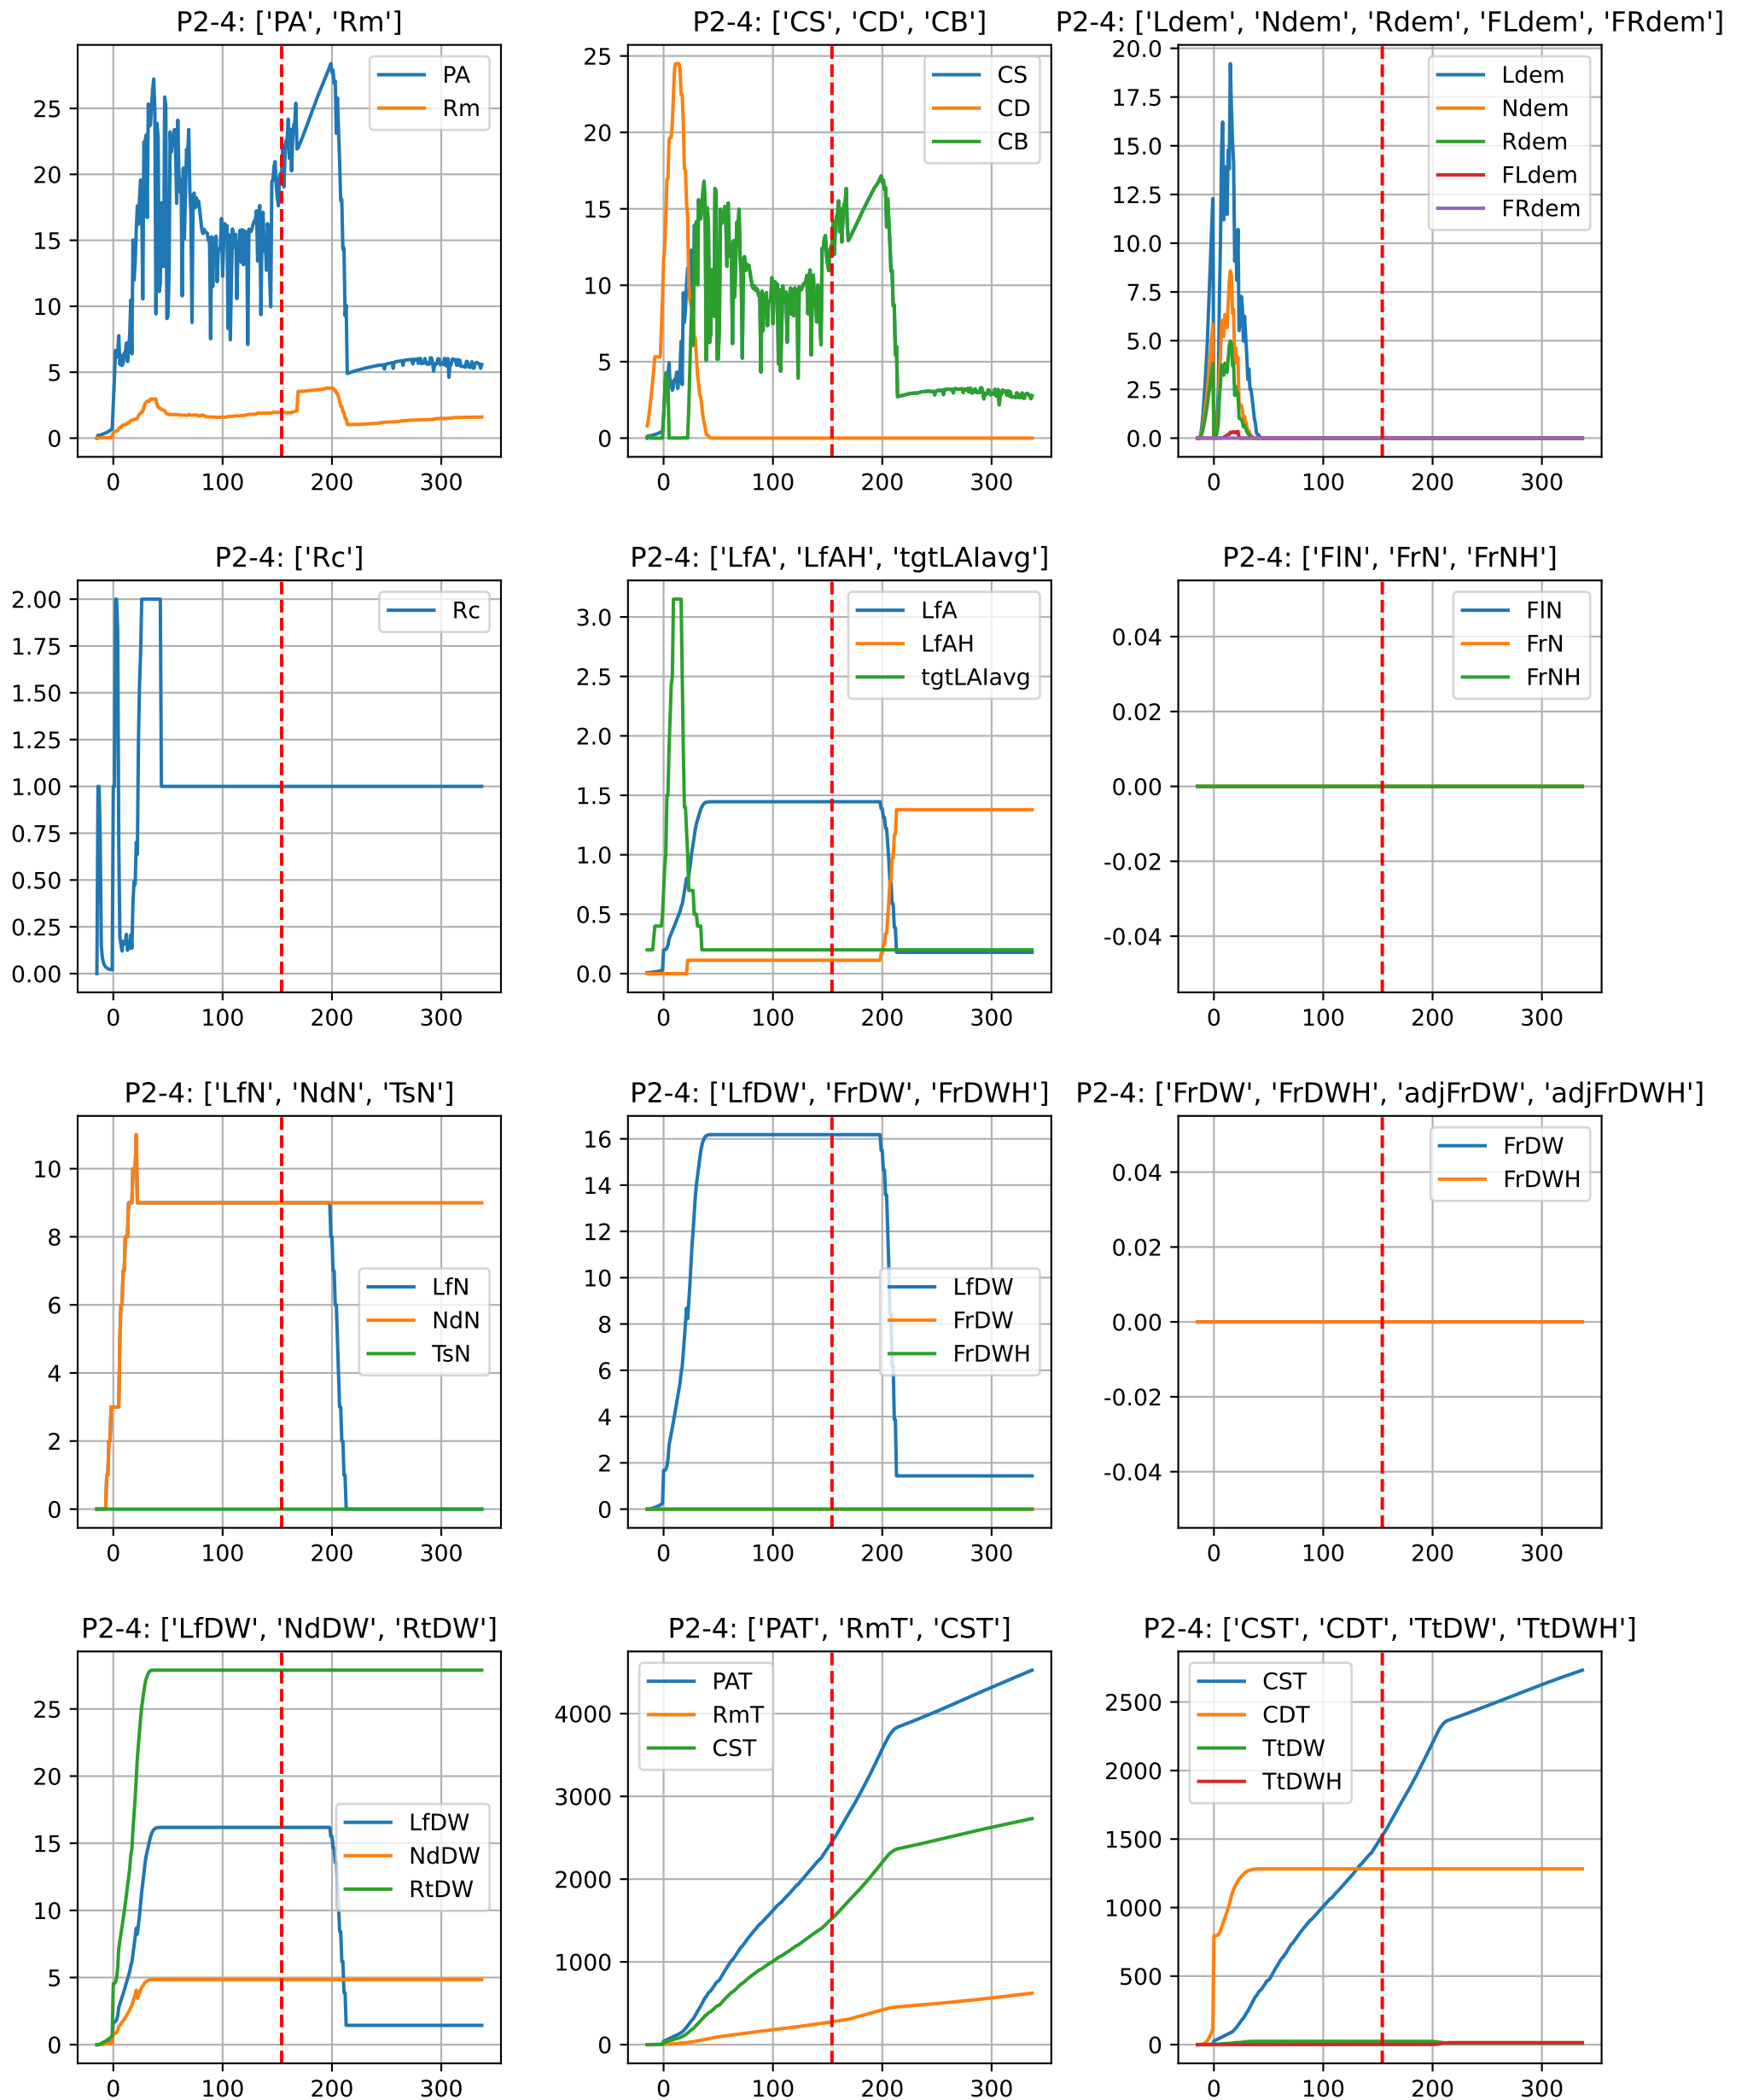 P2-4: ['PA', 'Rm']
25
20
15
10
5
0
0 100 200 300
PA
Rm
P2-4: ['CS', 'CD', 'CB']
25
20
15
10
5
0
0 100 200 300
CS
CD
CB
P2-4: ['Ldem', 'Ndem', 'Rdem', 'FLdem', 'FRdem']
20.0
17.5
15.0
12.5
10.0
7.5
5.0
2.5
0.0
0 100 200 300
Ldem
Ndem
Rdem
FLdem
FRdem
P2-4: ['Rc']
2.00
1.75
1.50
1.25
1.00
0.75
0.50
0.25
0.00
0 100 200 300
Rc
P2-4: ['LfA', 'LfAH', 'tgtLAIavg']
3.0
2.5
2.0
1.5
1.0
0.5
0.0
0 100 200 300
LfA
LfAH
tgtLAIavg
P2-4: ['FlN', 'FrN', 'FrNH']
0.04
0.02
0.00
-0.02
-0.04
0 100 200 300
FlN
FrN
FrNH
P2-4: ['LfN', 'NdN', 'TsN']
10
8
6
4
2
0
0 100 200 300
LfN
NdN
TsN
P2-4: ['LfDW', 'FrDW', 'FrDWH']
16
14
12
10
8
6
4
2
0
0 100 200 300
LfDW
FrDW
FrDWH
P2-4: ['FrDW', 'FrDWH', 'adjFrDW', 'adjFrDWH']
0.04
0.02
0.00
-0.02
-0.04
0 100 200 300
FrDW
FrDWH
P2-4: ['LfDW', 'NdDW', 'RtDW']
25
20
15
10
5
0
0 100 200 300
LfDW
NdDW
RtDW
P2-4: ['PAT', 'RmT', 'CST']
4000
3000
2000
1000
0
0 100 200 300
PAT
RmT
CST
P2-4: ['CST', 'CDT', 'TtDW', 'TtDWH']
2500
2000
1500
1000
500
0
0 100 200 300
CST
CDT
TtDW
TtDWH